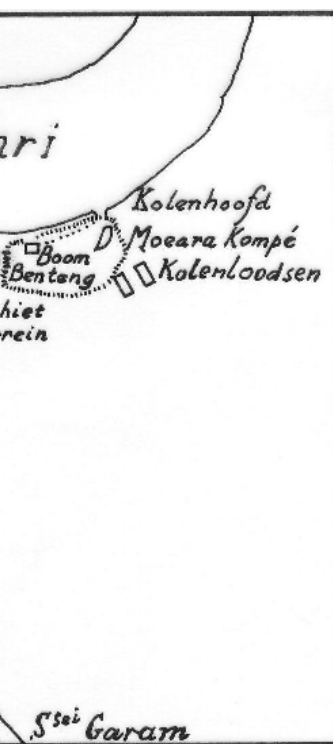 ari
Kolenhoofd
Moeara Kompé
Boom
Benteng
Kolenloodsen
hiet
rein
Sˢᵉⁱ Garam